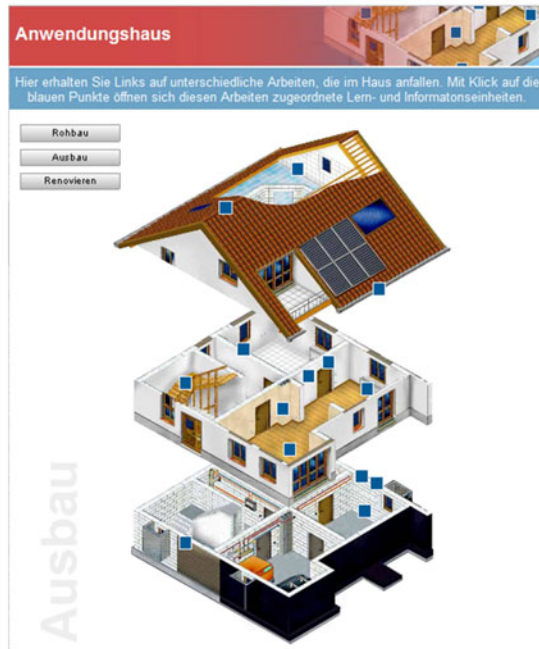 Anwendungshaus
Hier erhalten Sie Links auf unterschiedliche Arbeiten, die im Haus anfallen. Mit Klick auf die
blauen Punkte öffnen sich diesen Arbeiten zugeordnete Lern- und Informatonseinheiten.
Rohbau
Ausbau
Renovieren
Ausbau